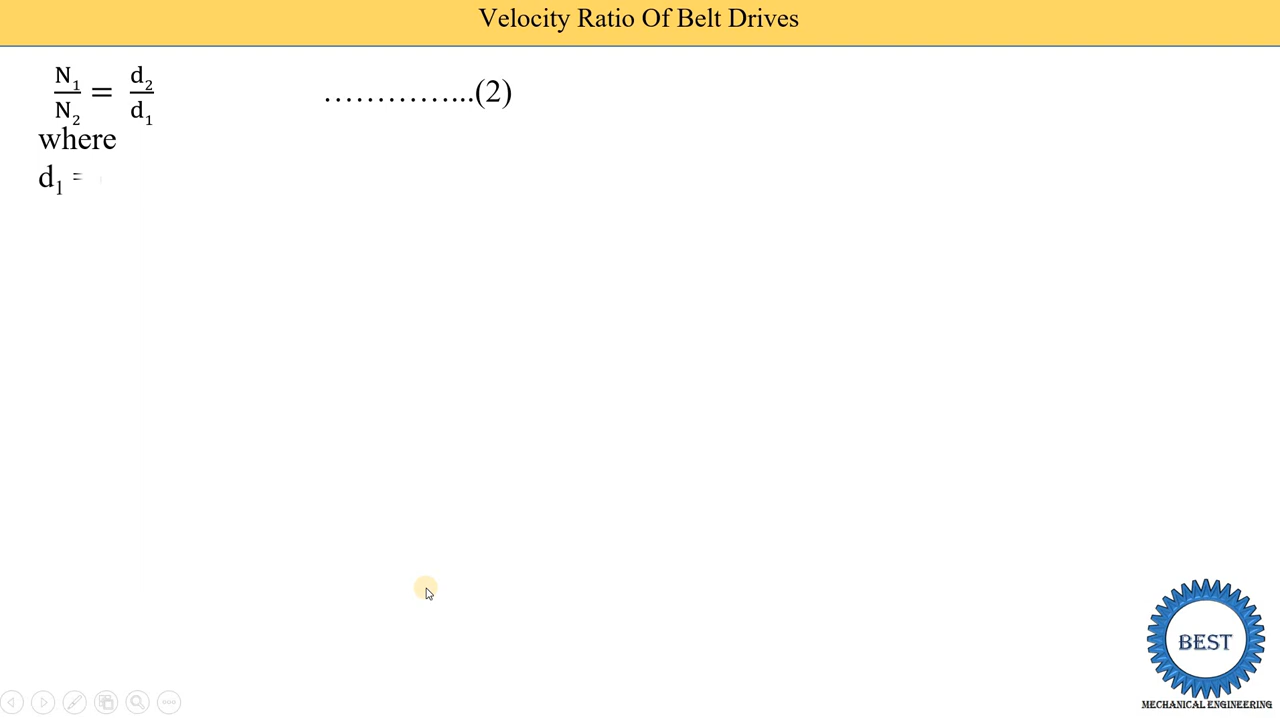 Velocity Ratio Of Belt Drives
N₁/N₂ = d₂/d₁ …………...(2)
where
d₁ =
BEST
MECHANICAL ENGINEERING